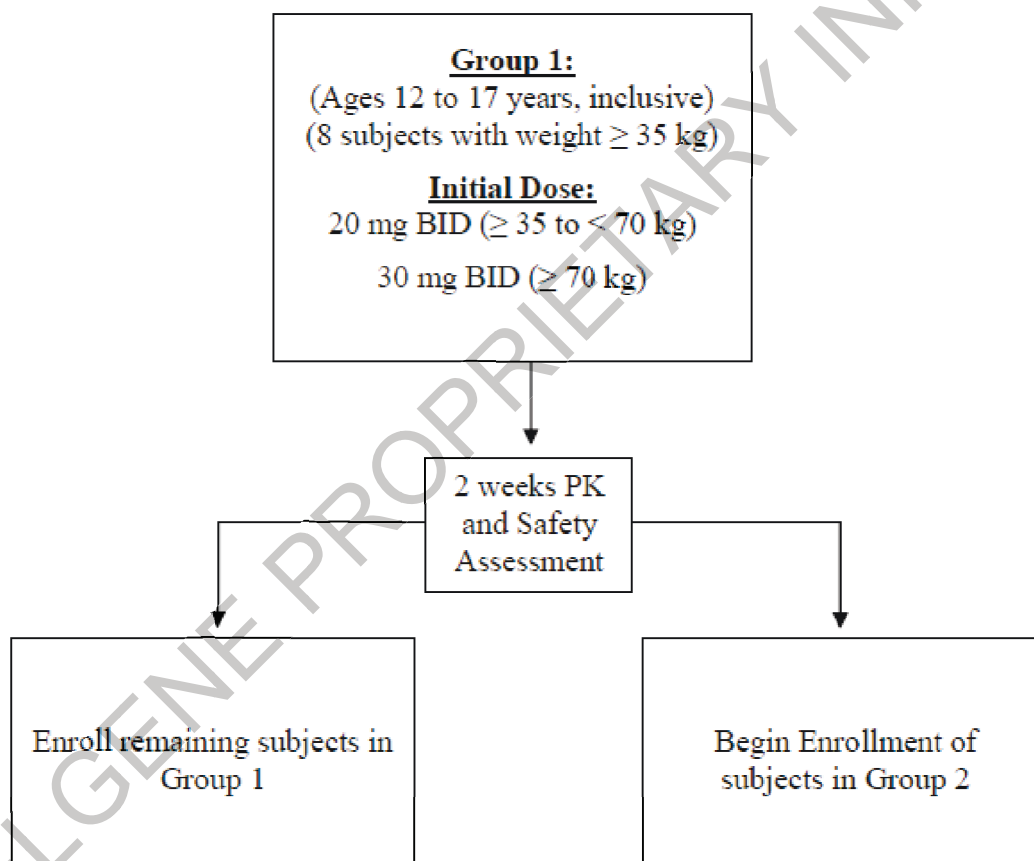 Group 1:
(Ages 12 to 17 years, inclusive)
(8 subjects with weight ≥ 35 kg)
Initial Dose:
20 mg BID (≥ 35 to < 70 kg)
30 mg BID (≥ 70 kg)
2 weeks PK
and Safety
Assessment
Enroll remaining subjects in
Group 1
Begin Enrollment of
subjects in Group 2
LGENE PROPRIETARY IN